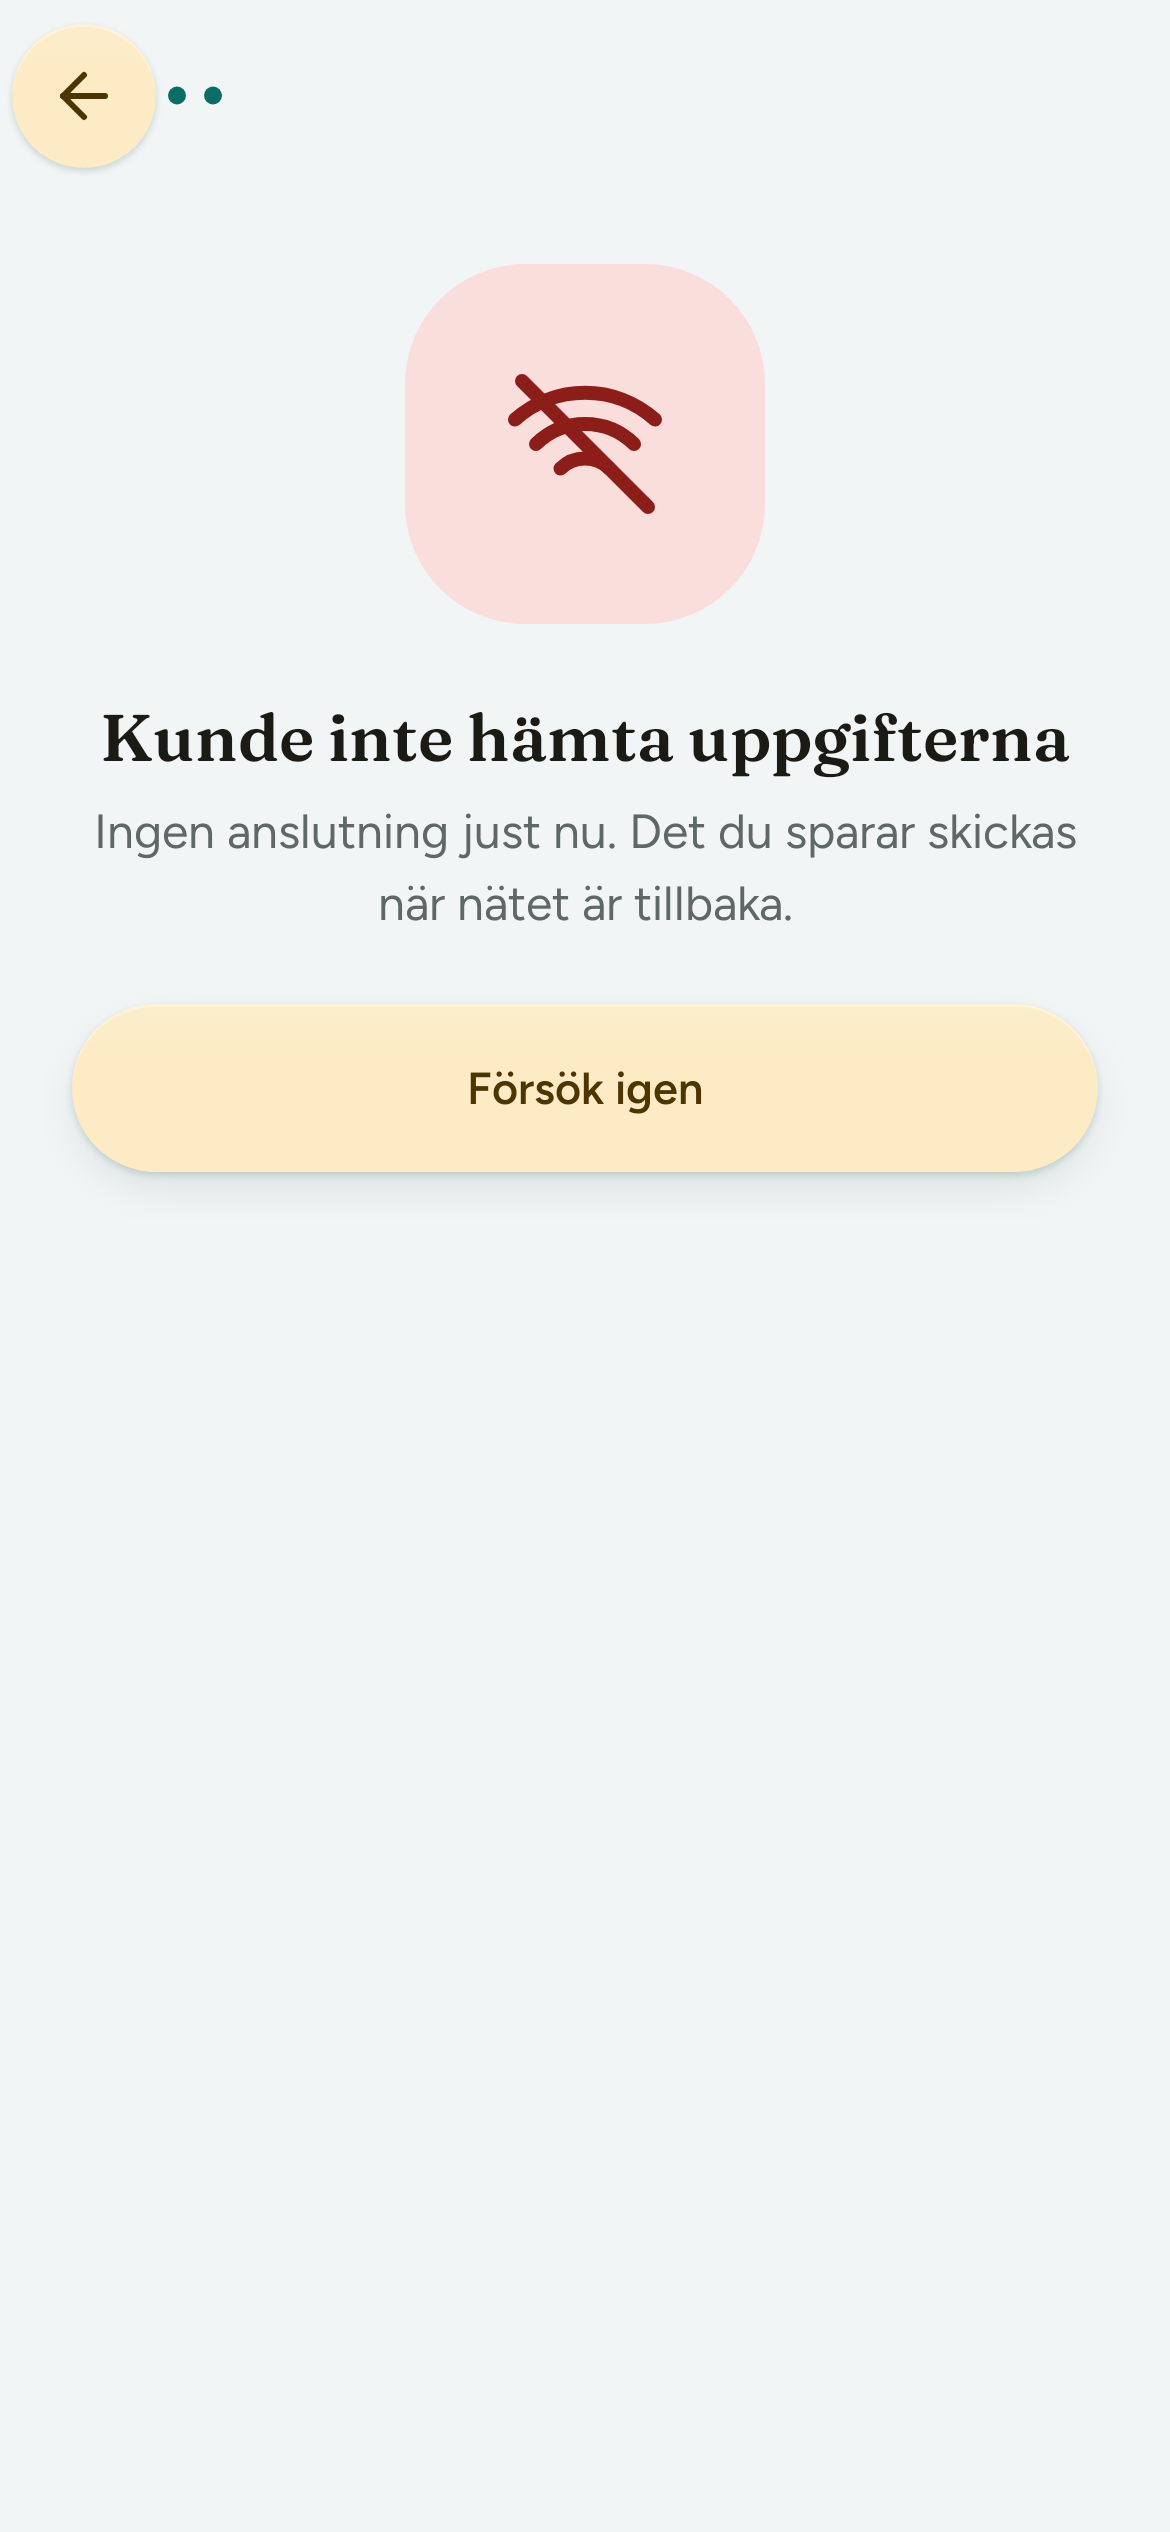 Kunde inte hämta uppgifterna
Ingen anslutning just nu. Det du sparar skickas
när nätet är tillbaka.
Försök igen